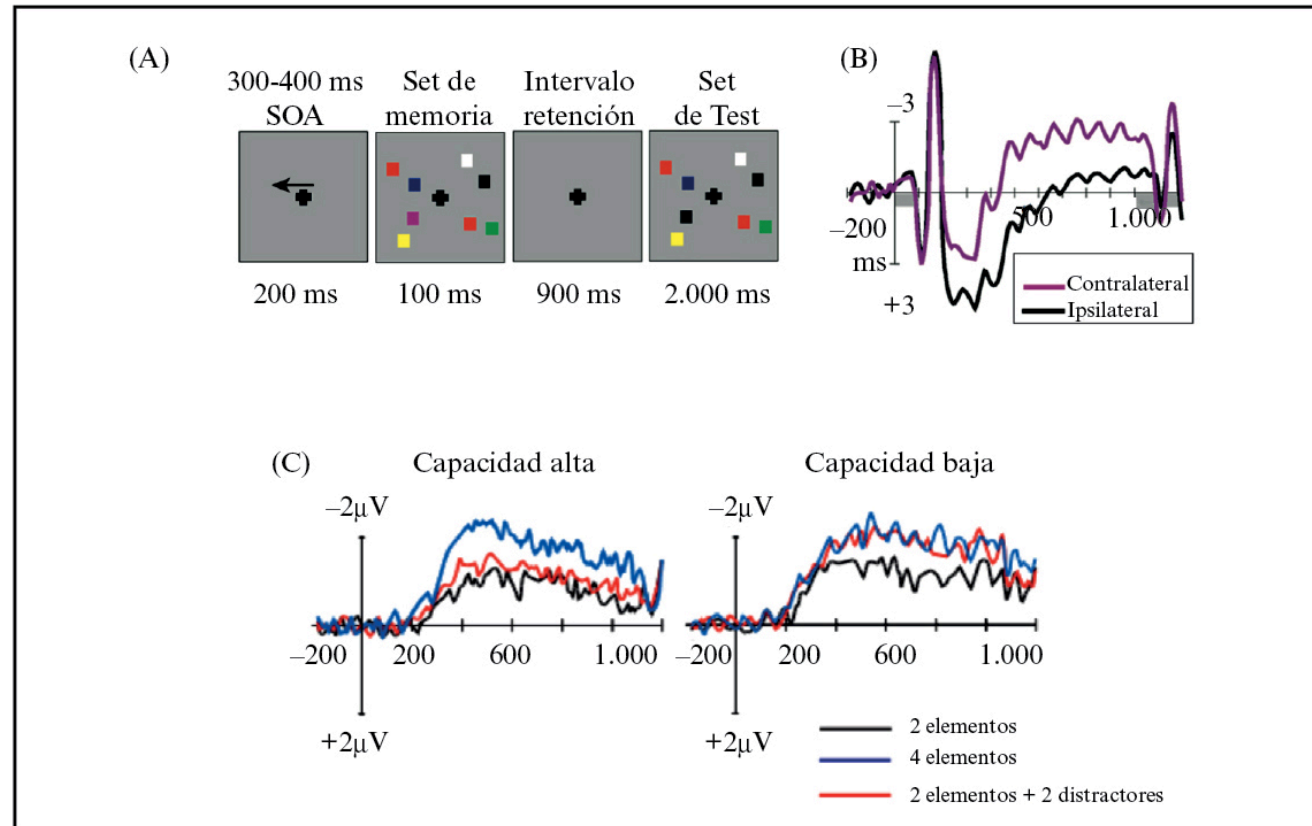 (A)
300-400 ms
SOA
Set de
memoria
Intervalo
retención
Set
de Test
200 ms
100 ms
900 ms
2.000 ms
(B)
–3
–200
ms
+3
500
1.000
Contralateral
Ipsilateral
(C)
Capacidad alta
–2µV
–200
200
600
1.000
+2µV
Capacidad baja
–2µV
–200
200
600
1.000
+2µV
2 elementos
4 elementos
2 elementos + 2 distractores